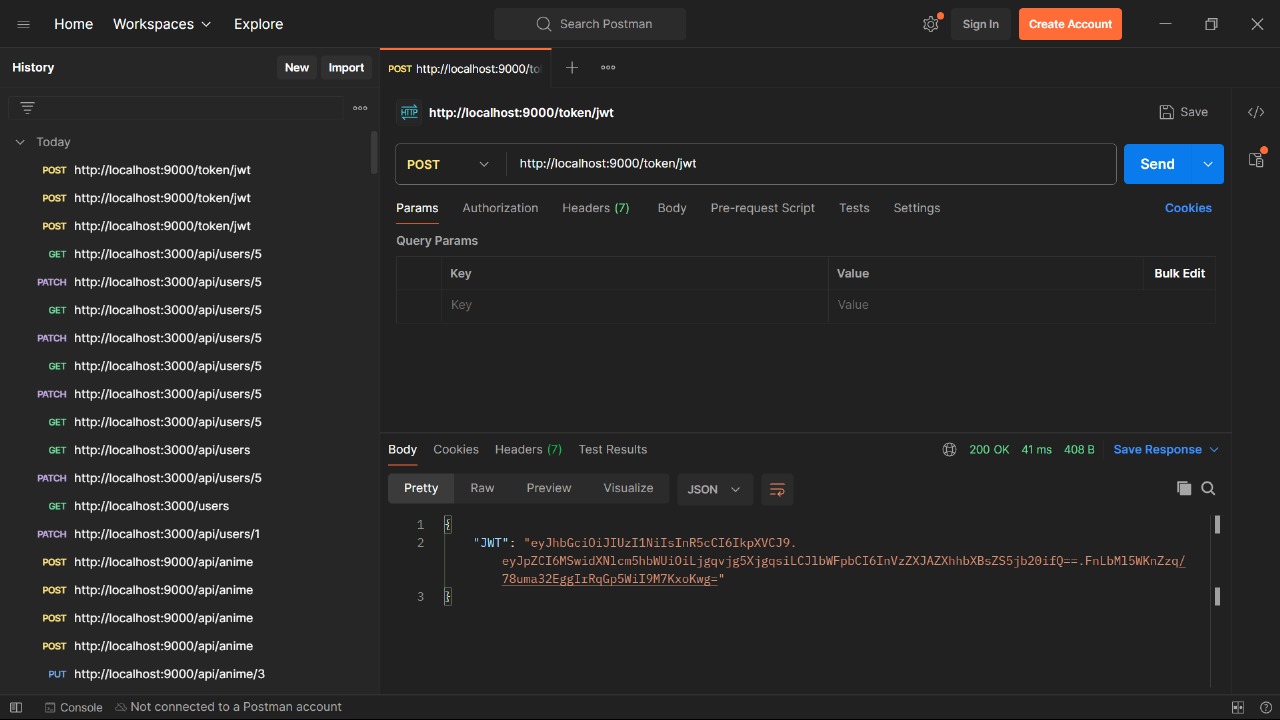 Home
Workspaces
Explore
Search Postman
Sign In
Create Account
History
New
Import
POST http://localhost:9000/to
HTTP
http://localhost:9000/token/jwt
Save
Today
POST http://localhost:9000/token/jwt
POST http://localhost:9000/token/jwt
POST http://localhost:9000/token/jwt
GET http://localhost:3000/api/users/5
PATCH http://localhost:3000/api/users/5
GET http://localhost:3000/api/users/5
PATCH http://localhost:3000/api/users/5
GET http://localhost:3000/api/users/5
PATCH http://localhost:3000/api/users/5
GET http://localhost:3000/api/users/5
GET http://localhost:3000/api/users
PATCH http://localhost:3000/api/users/5
GET http://localhost:3000/users
PATCH http://localhost:3000/api/users/1
POST http://localhost:9000/api/anime
POST http://localhost:9000/api/anime
POST http://localhost:9000/api/anime
POST http://localhost:9000/api/anime
PUT http://localhost:9000/api/anime/3
POST
http://localhost:9000/token/jwt
Send
Params
Authorization
Headers (7)
Body
Pre-request Script
Tests
Settings
Cookies
Query Params
Key
Value
Bulk Edit
Key
Value
Body
Cookies
Headers (7)
Test Results
200 OK
41 ms
408 B
Save Response
Pretty
Raw
Preview
Visualize
JSON
1 {
2 "JWT": "eyJhbGciOiJIUzI1NiIsInR5cCI6IkpXVCJ9.
eyJpZCI6MSwidXNlcm5hbWUiOiLjgqvjg5XjgqsiLCJlbWFpbCI6InVzZXJAZXhhbXBsZS5jb20ifQ==.FnLbMl5WKnZzq/
78uma32EggIrRqGp5WiI9M7KxoKwg="
3 }
Console
Not connected to a Postman account